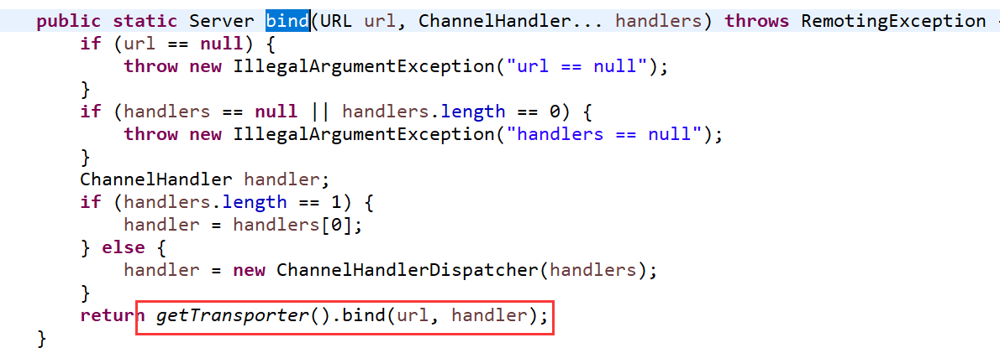 public static Server bind(URL url, ChannelHandler... handlers) throws RemotingException {
    if (url == null) {
        throw new IllegalArgumentException("url == null");
    }
    if (handlers == null || handlers.length == 0) {
        throw new IllegalArgumentException("handlers == null");
    }
    ChannelHandler handler;
    if (handlers.length == 1) {
        handler = handlers[0];
    } else {
        handler = new ChannelHandlerDispatcher(handlers);
    }
    return getTransporter().bind(url, handler);
}